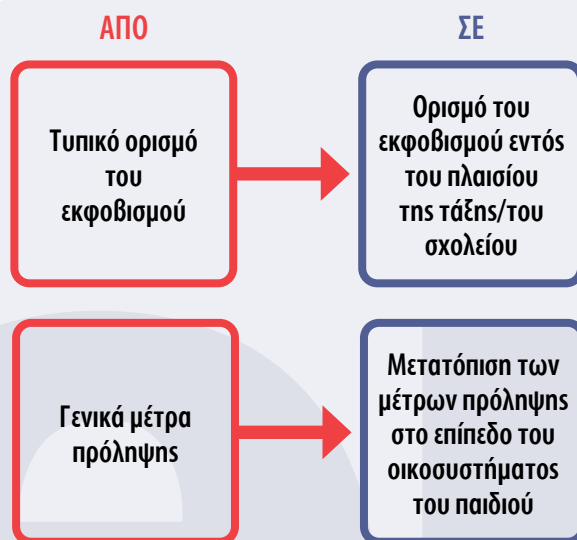 ΑΠΟ
ΣΕ
Τυπικό ορισμό
του
εκφοβισμού
Ορισμό του
εκφοβισμού εντός
του πλαισίου
της τάξης/του
σχολείου
Γενικά μέτρα
πρόληψης
Μετατόπιση των
μέτρων πρόληψης
στο επίπεδο του
οικοσυστήματος
του παιδιού